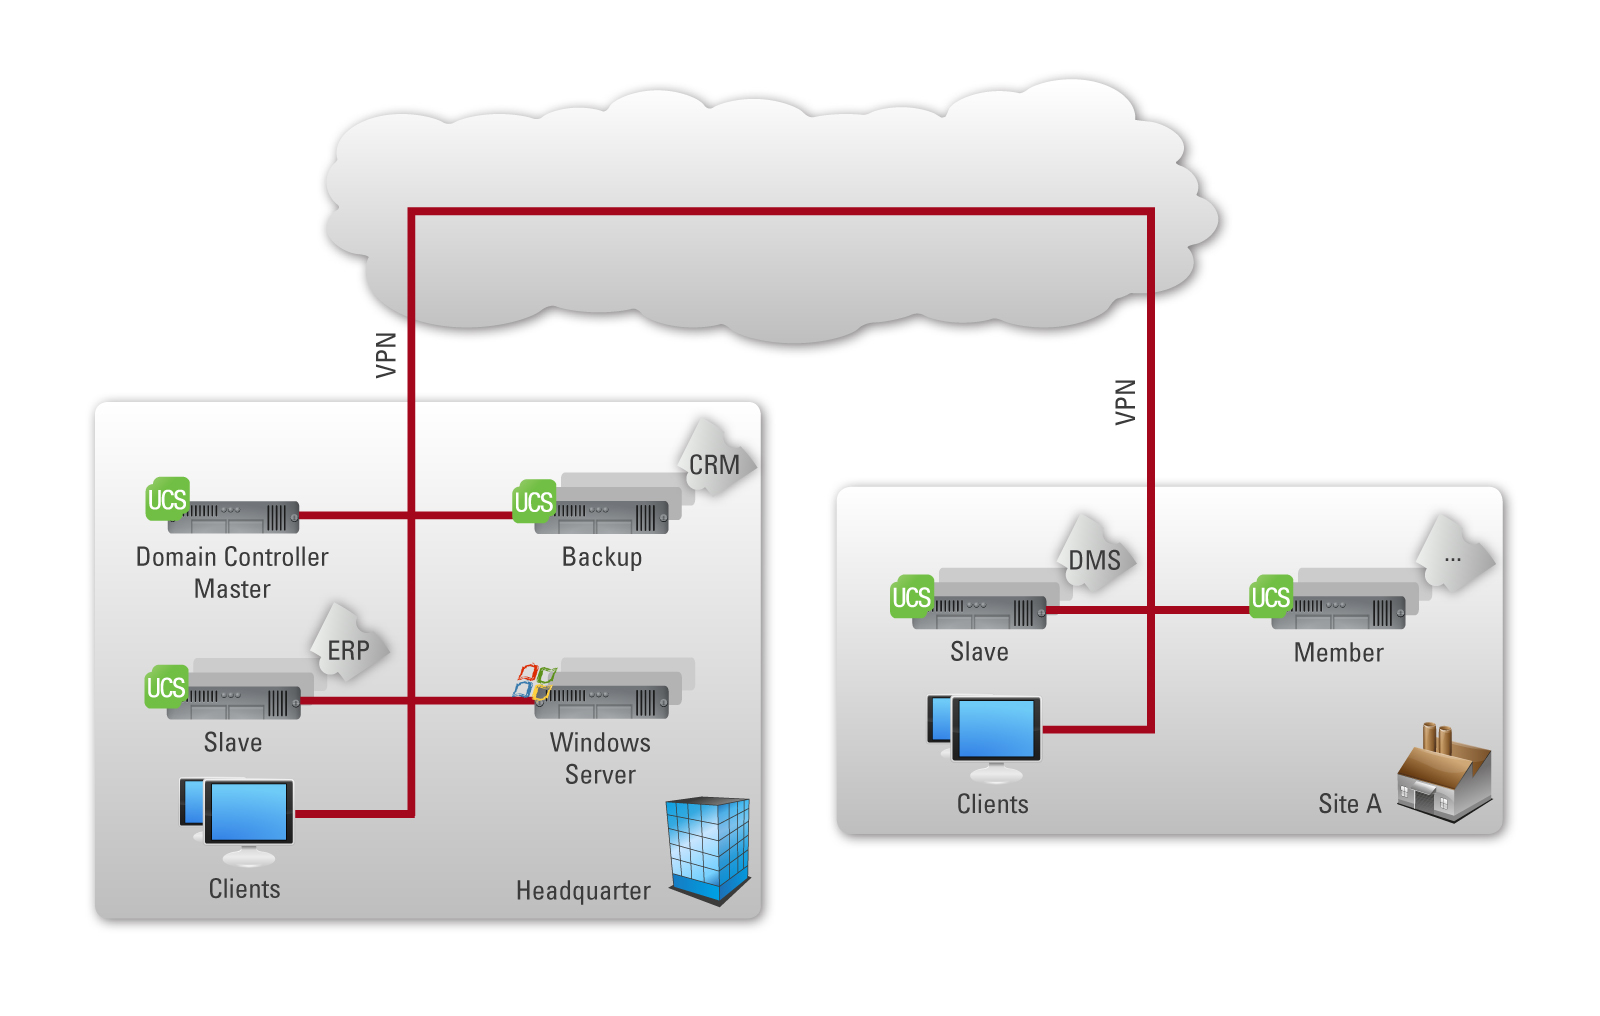 VPN
VPN
CRM
UCS
UCS
Domain Controller
Master
Backup
ERP
UCS
Slave
Windows
Server
Clients
Headquarter
DMS
...
UCS
UCS
Slave
Member
Clients
Site A